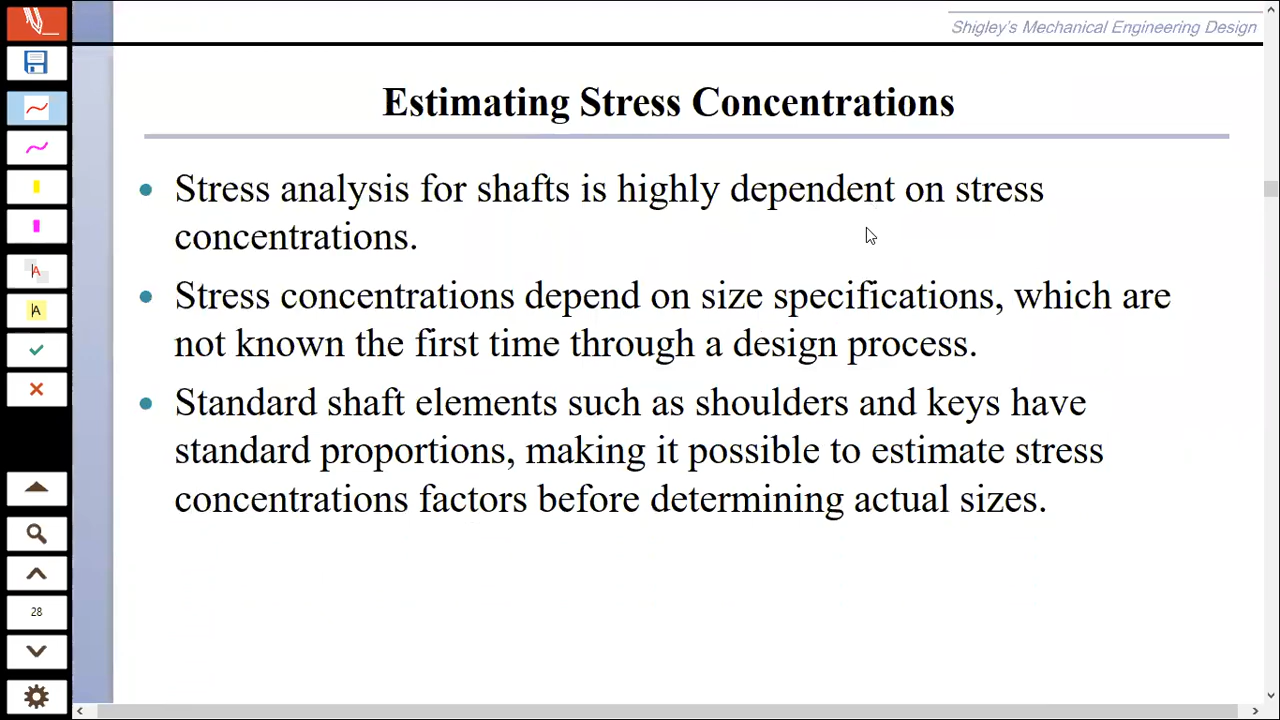 Shigley's Mechanical Engineering Design
Estimating Stress Concentrations
• Stress analysis for shafts is highly dependent on stress
concentrations.
• Stress concentrations depend on size specifications, which are
not known the first time through a design process.
• Standard shaft elements such as shoulders and keys have
standard proportions, making it possible to estimate stress
concentrations factors before determining actual sizes.
A
A
28